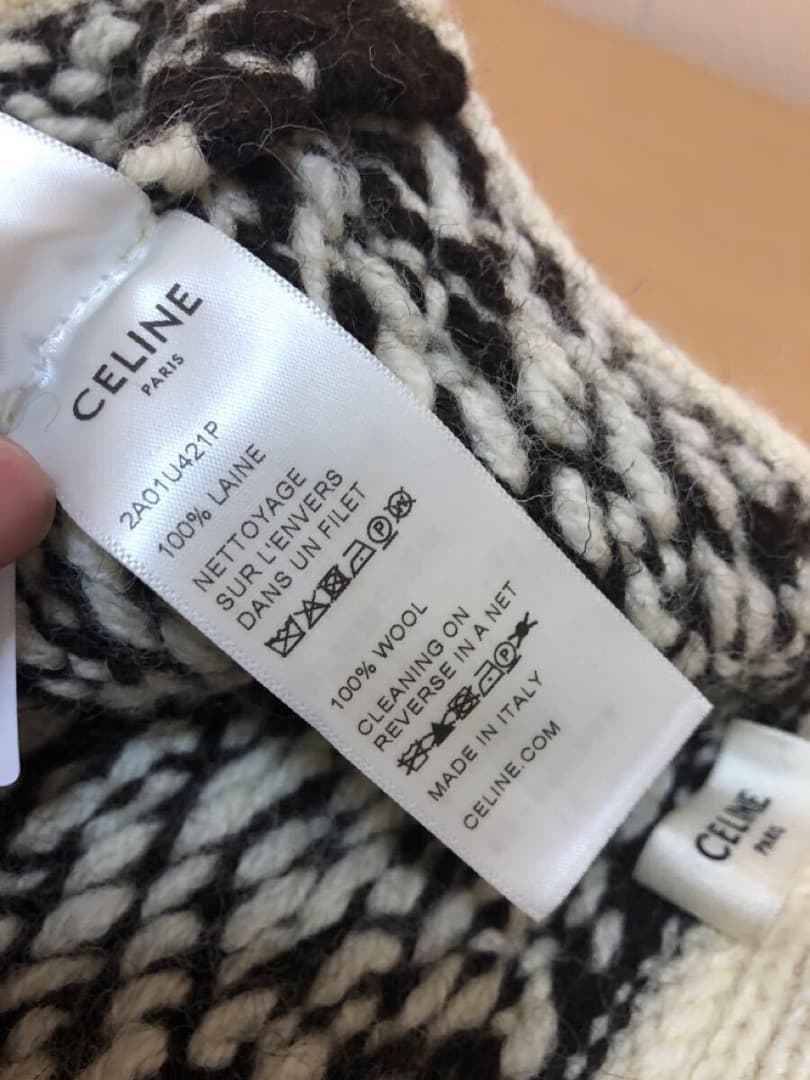 CELINE
PARIS
2A01U421P
100% LAINE
NETTOYAGE
SUR L'ENVERS
DANS UN FILET
P W
100% WOOL
CLEANING ON
REVERSE IN A NET
P
MADE IN ITALY
CELINE.COM
CELINE
PARIS